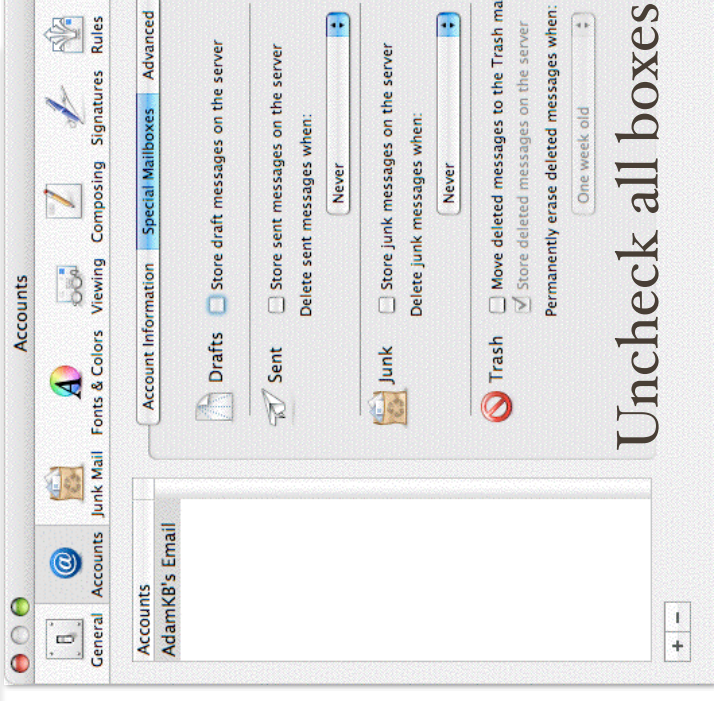 Accounts
General Accounts Junk Mail Fonts & Colors Viewing Composing Signatures Rules
Accounts
AdamKB's Email
Account Information Special Mailboxes Advanced
Drafts
Store draft messages on the server
Sent
Store sent messages on the server
Delete sent messages when:
Never
Junk
Store junk messages on the server
Delete junk messages when:
Never
Trash
Move deleted messages to the Trash ma
Store deleted messages on the server
Permanently erase deleted messages when:
One week old
+ −
Uncheck all boxes